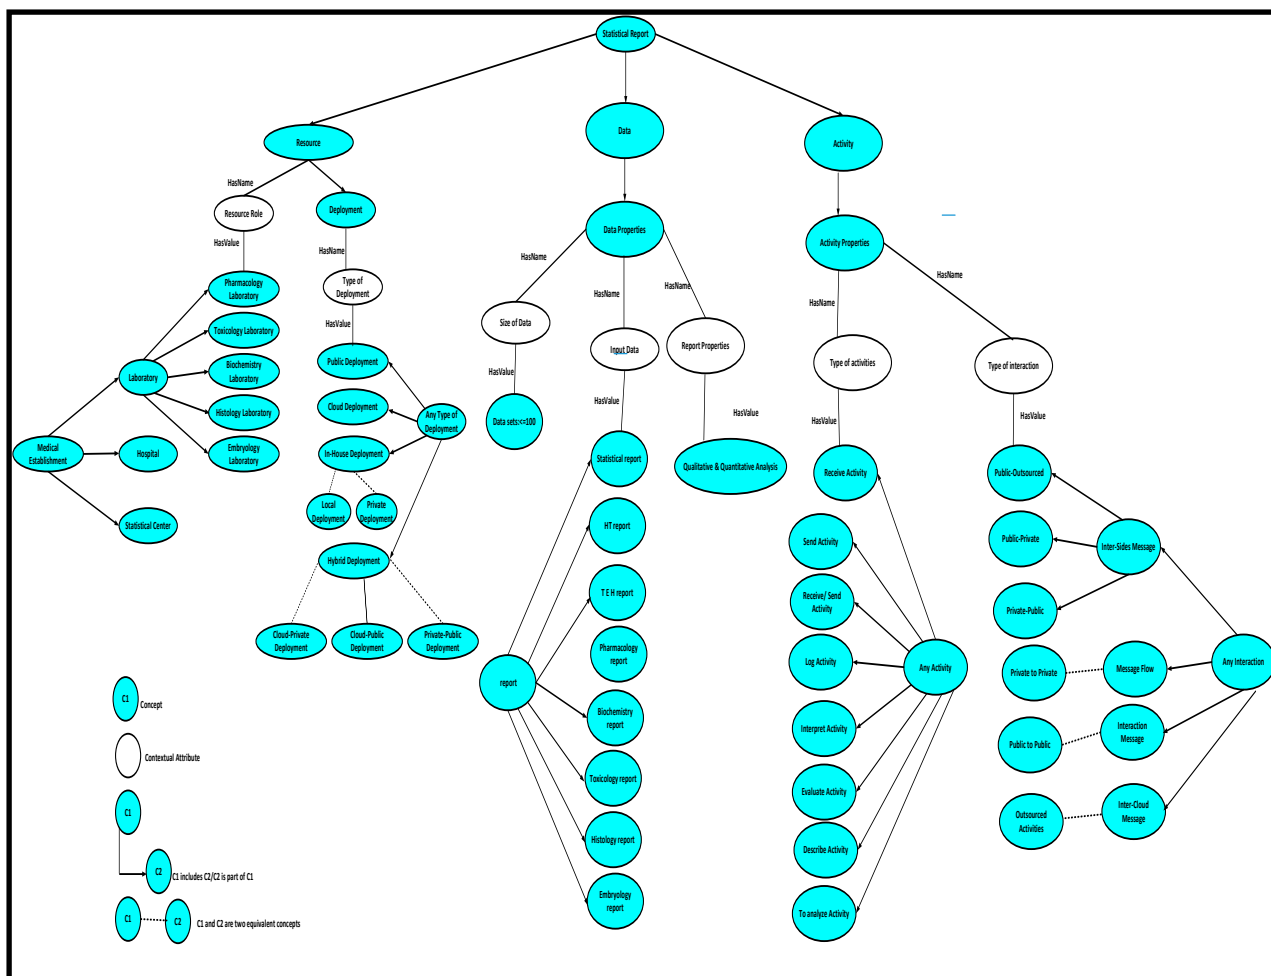 Statistical Report
Resource
Data
Activity
HasName
Resource Role
Deployment
Data Properties
Activity Properties
HasValue
HasName
HasName
HasName
HasName
HasName
HasName
Pharmacology
Laboratory
Type of
Deployment
Size of Data
Input Data
Report Properties
Type of activities
Type of interaction
Toxicology Laboratory
HasValue
Public Deployment
HasValue
HasValue
HasValue
HasValue
HasValue
Laboratory
Biochemistry
Laboratory
Cloud Deployment
Any Type of
Deployment
Data sets:<=100
Histology Laboratory
Medical
Establishment
Hospital
Embryology
Laboratory
In-House Deployment
Statistical report
Qualitative & Quantitative Analysis
Receive Activity
Public-Outsourced
Statistical Center
Local
Deployment
Private
Deployment
HT report
Send Activity
Public-Private
Inter-Sides Message
Hybrid Deployment
T E H report
Receive/ Send
Activity
Private-Public
Cloud-Private
Deployment
Cloud-Public
Deployment
Private-Public
Deployment
Pharmacology
report
Log Activity
Any Activity
Private to Private
Message Flow
Any Interaction
report
Biochemistry
report
Interpret Activity
Public to Public
Interaction
Message
Toxicology report
Evaluate Activity
Outsourced
Activities
Inter-Cloud
Message
Histology report
Describe Activity
Embryology
report
To analyze Activity
C1
Concept
Contextual Attribute
C1
C2
C1 includes C2/C2 is part of C1
C1
C2
C1 and C2 are two equivalent concepts